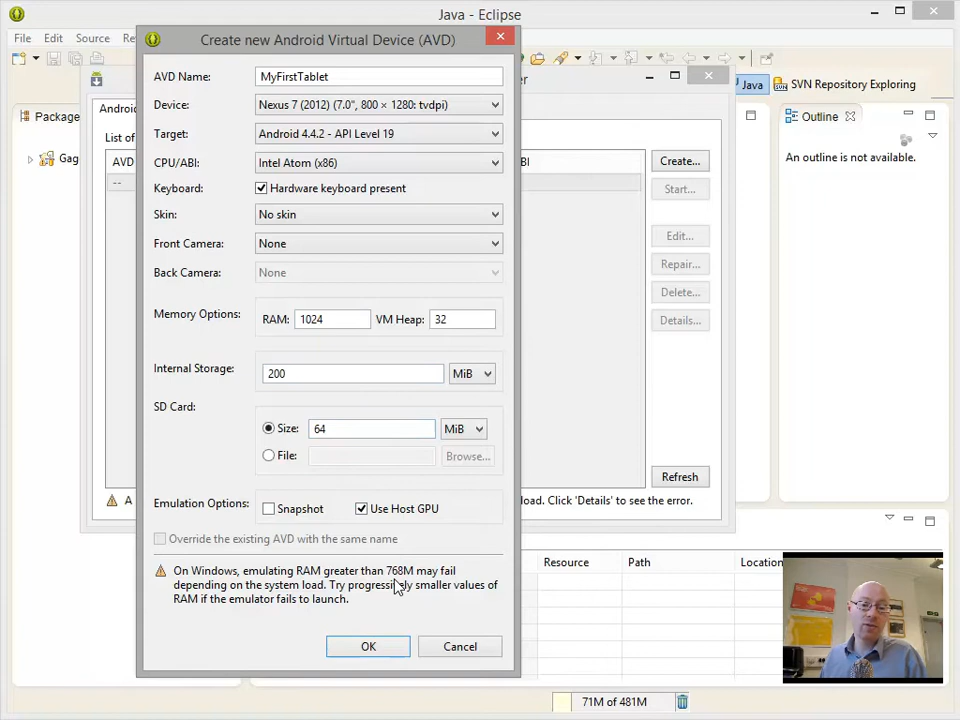 Java - Eclipse
File Edit Source
Create new Android Virtual Device (AVD)
AVD Name: MyFirstTablet
Device: Nexus 7 (2012) (7.0", 800 × 1280: tvdpi)
Target: Android 4.4.2 - API Level 19
CPU/ABI: Intel Atom (x86)
Keyboard: Hardware keyboard present
Skin: No skin
Front Camera: None
Back Camera: None
Memory Options: RAM: 1024 VM Heap: 32
Internal Storage: 200 MiB
SD Card:
Size: 64 MiB
File: Browse...
Emulation Options: Snapshot Use Host GPU
Override the existing AVD with the same name
On Windows, emulating RAM greater than 768M may fail
depending on the system load. Try progressively smaller values of
RAM if the emulator fails to launch.
OK Cancel
Package
Gag
Android
List of
AVD
--
A
BI
Create...
Start...
Edit...
Repair...
Delete...
Details...
Refresh
load. Click 'Details' to see the error.
Java SVN Repository Exploring
Outline
An outline is not available.
Resource Path Location
71M of 481M